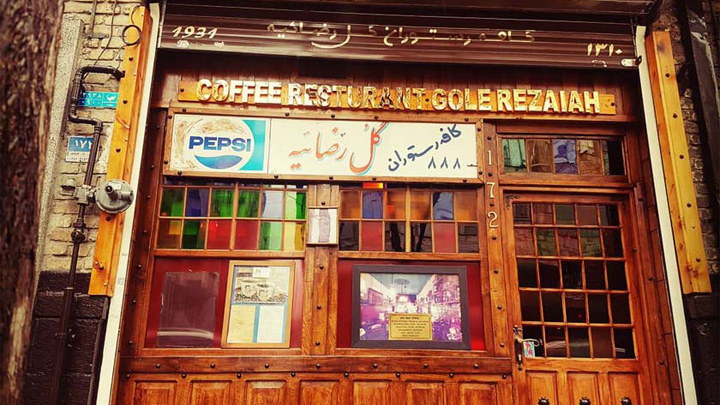 1931 کافه رستوران گل رضائیه ۱۳۱۰
COFFEE RESTURANT GOLE REZAIAH
PEPSI
گل رضائیه
کافه رستوران
۸۸۸
172